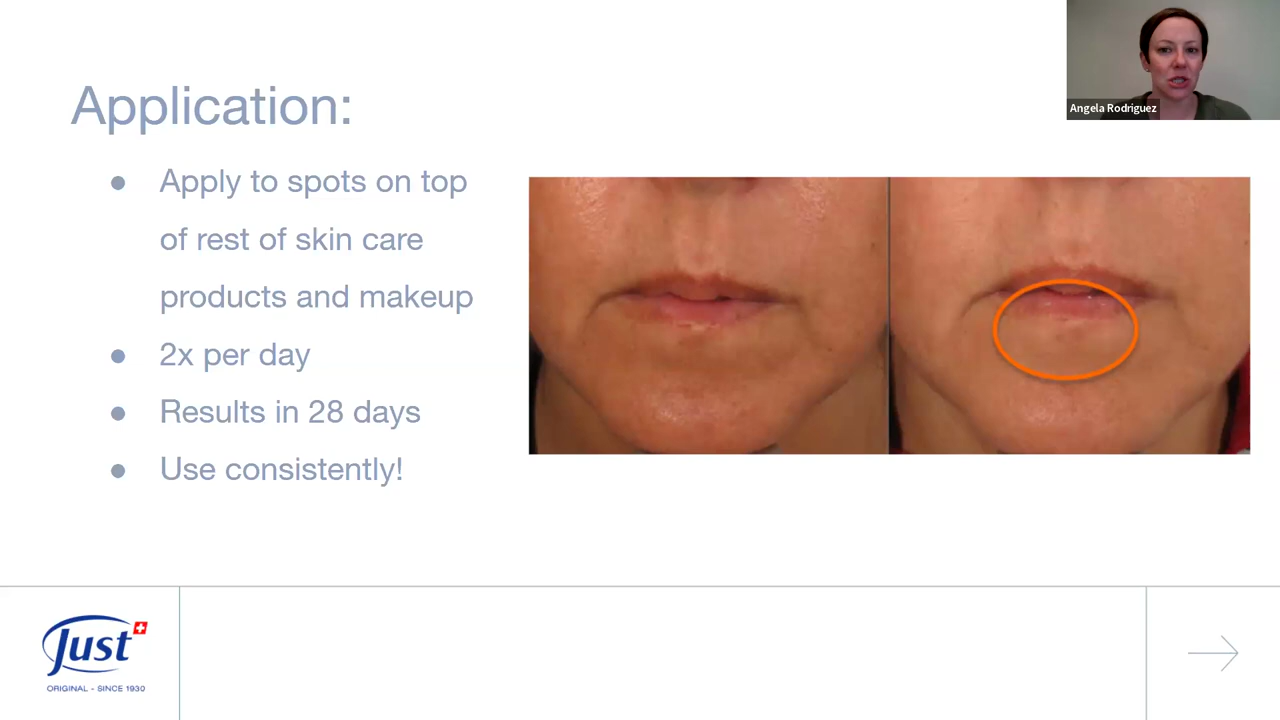 Application:
● Apply to spots on top
of rest of skin care
products and makeup
● 2x per day
● Results in 28 days
● Use consistently!
Angela Rodriguez
Just
ORIGINAL - SINCE 1930